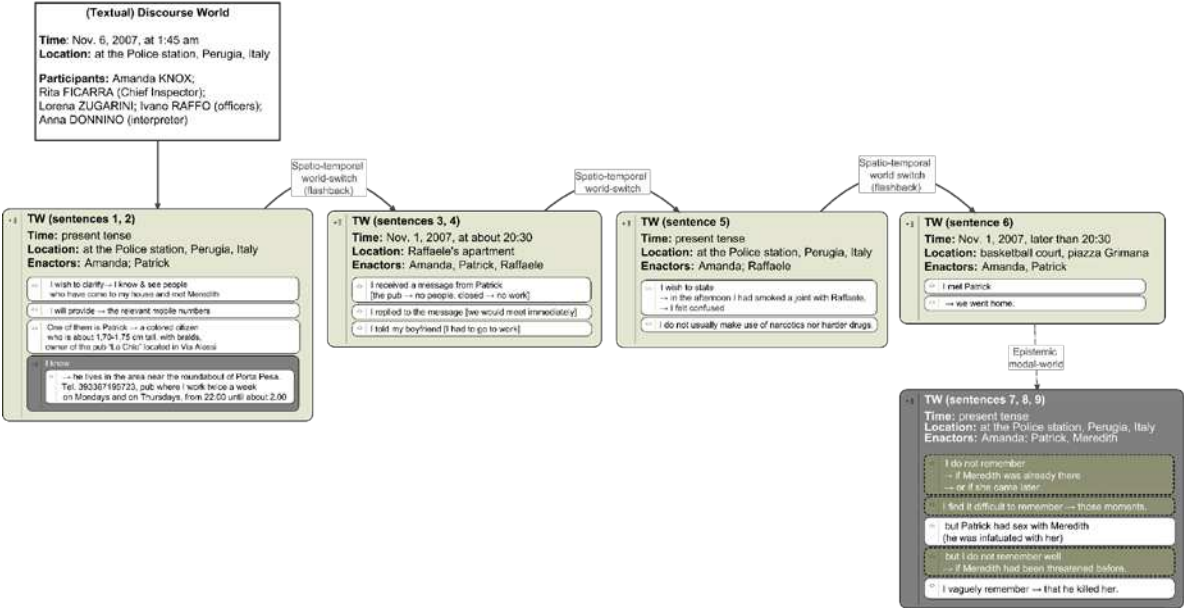 (Textual) Discourse World
Time: Nov. 6, 2007, at 1:45 am
Location: at the Police station, Perugia, Italy
Participants: Amanda KNOX;
Rita FICARRA (Chief Inspector);
Lorena ZUGARINI; Ivano RAFFO (officers);
Anna DONNINO (interpreter)
Spatio-temporal
world-switch
(flashback)
Spatio-temporal
world-switch
Spatio-temporal
world switch
(flashback)
TW (sentences 1, 2)
Time: present tense
Location: at the Police station, Perugia, Italy
Enactors: Amanda; Patrick
I wish to clarify→ I know & see people
who have come to my house and met Meredith
I will provide → the relevant mobile numbers
One of them is Patrick → a colored citizen
who is about 1,70-1,75 cm tall, with braids,
owner of the pub "Le Chic" located in Via Alessi
I know
→ he lives in the area near the roundabout of Porta Pesa.
Tel. 393387195723, pub where I work twice a week
on Mondays and on Thursdays, from 22.00 until about 2.00
TW (sentences 3, 4)
Time: Nov. 1, 2007, at about 20:30
Location: Raffaele's apartment
Enactors: Amanda, Patrick, Raffaele
I received a message from Patrick
[the pub → no people, closed → no work]
I replied to the message [we would meet immediately]
I told my boyfriend [I had to go to work]
TW (sentence 5)
Time: present tense
Location: at the Police station, Perugia, Italy
Enactors: Amanda; Raffaele
I wish to state
→ in the afternoon I had smoked a joint with Raffaele,
→ I felt confused
I do not usually make use of narcotics nor harder drugs.
TW (sentence 6)
Time: Nov. 1, 2007, later than 20:30
Location: basketball court, piazza Grimana
Enactors: Amanda, Patrick
I met Patrick
→ we went home.
Epistemic
modal-world
TW (sentences 7, 8, 9)
Time: present tense
Location: at the Police station, Perugia, Italy
Enactors: Amanda; Patrick, Meredith
I do not remember
→ if Meredith was already there
→ or if she came later.
I find it difficult to remember → those moments.
but Patrick had sex with Meredith
(he was infatuated with her)
but I do not remember well
→ if Meredith had been threatened before.
I vaguely remember → that he killed her.